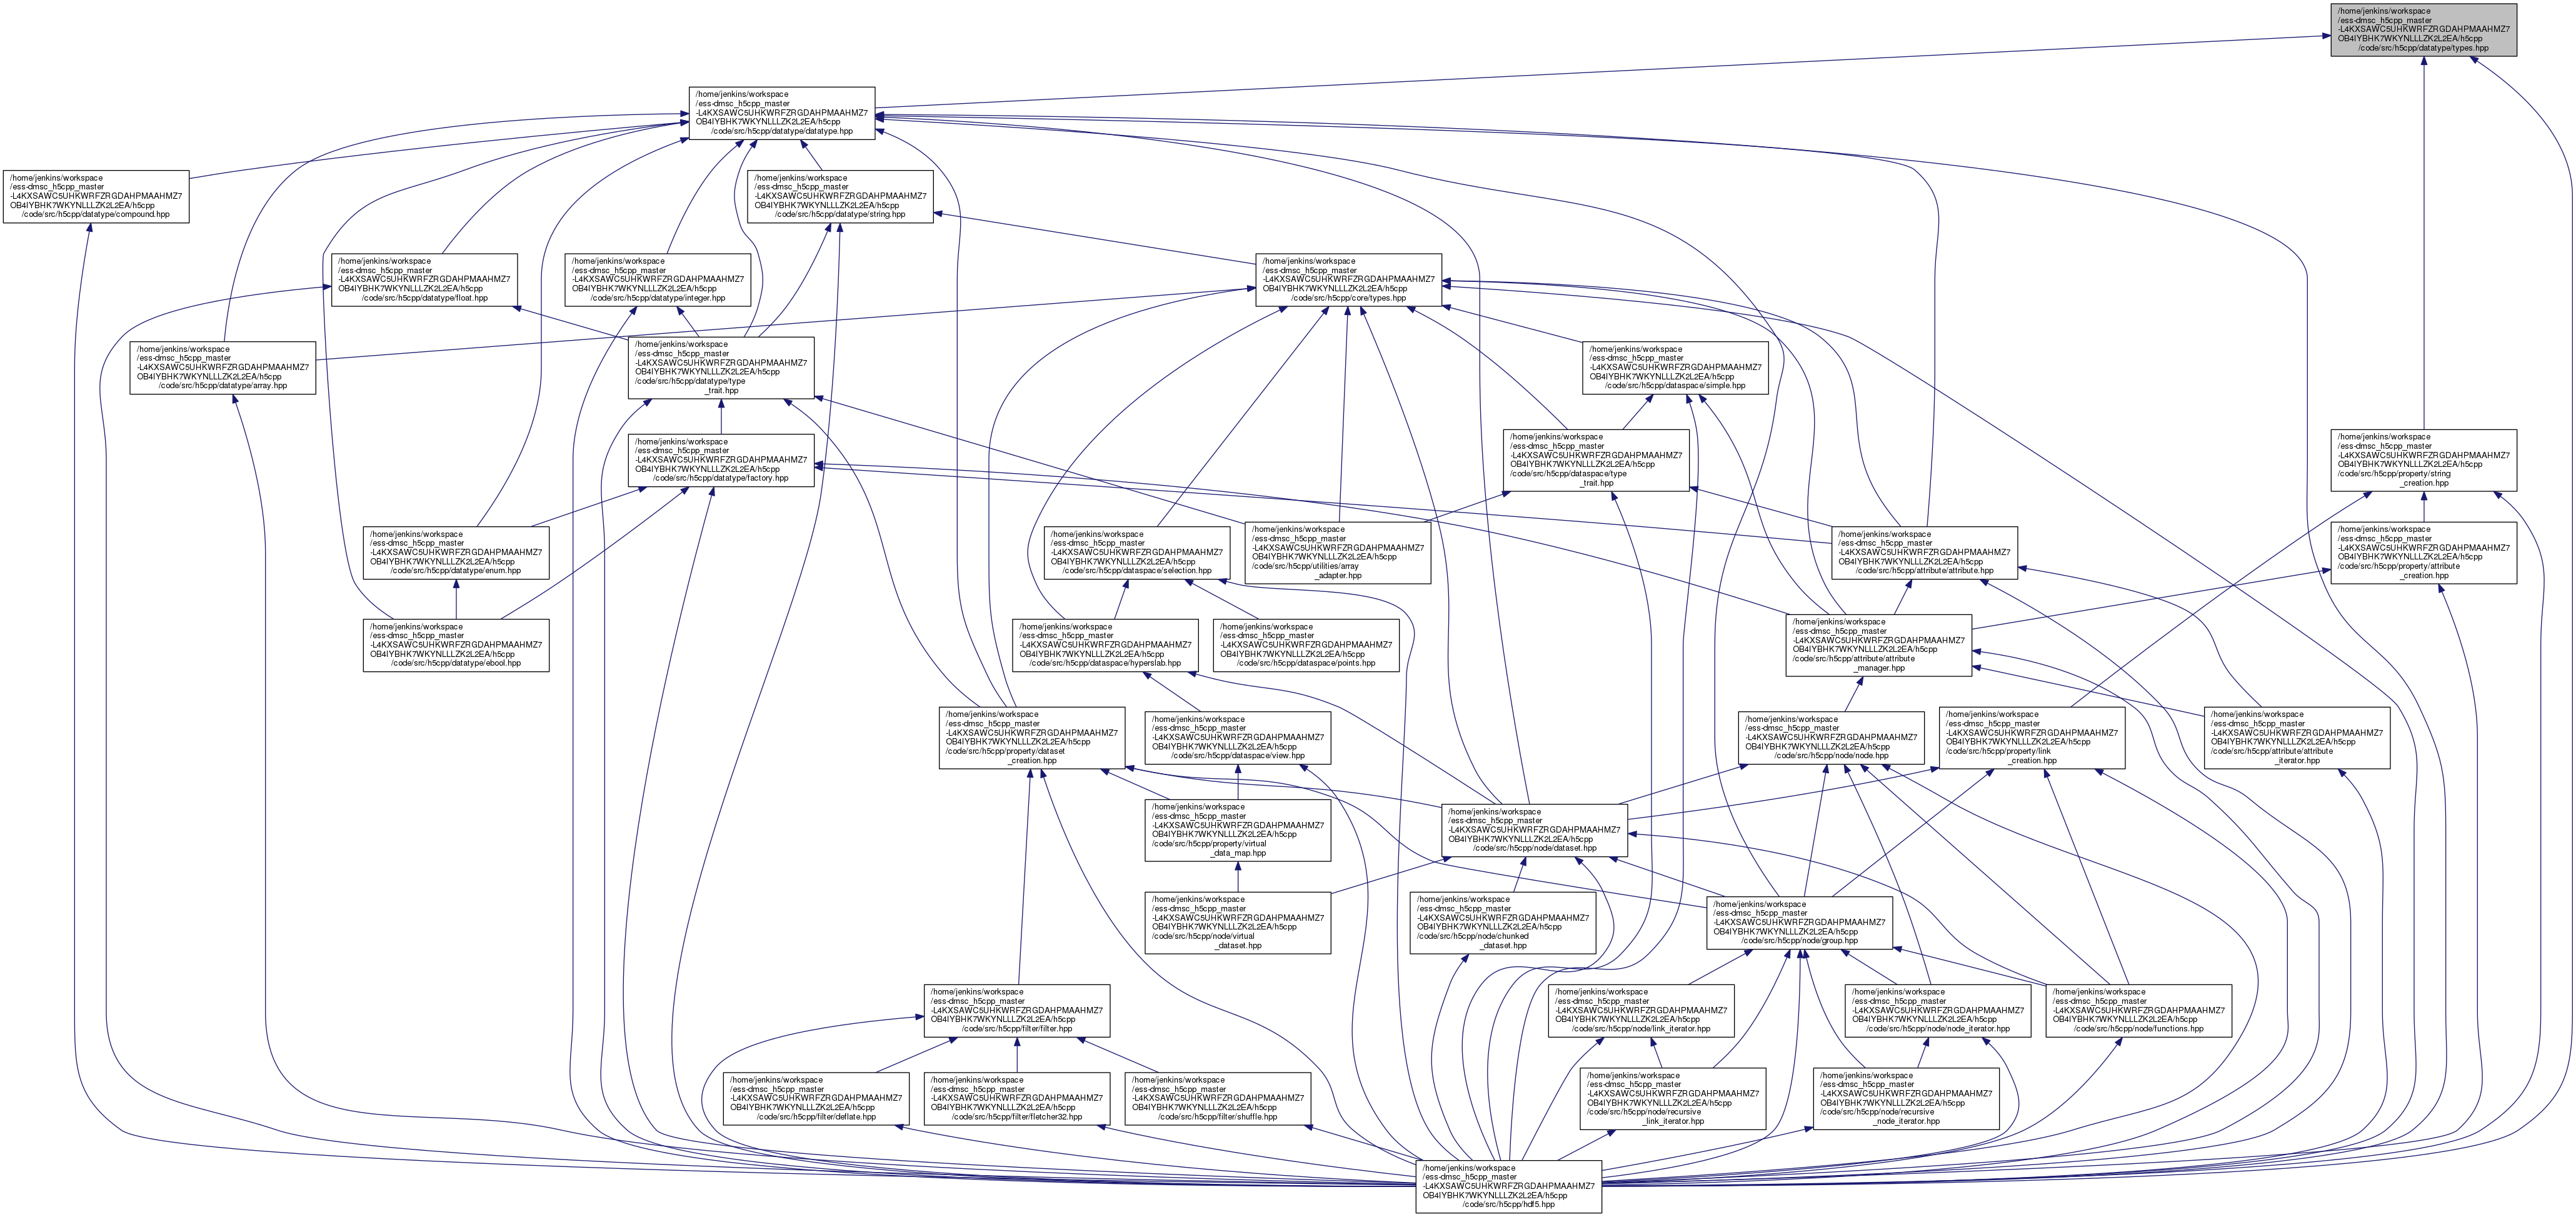 /home/jenkins/workspace
/ess-dmsc_h5cpp_master
-L4KXSAWC5UHKWRFZRGDAHPMAAHMZ7
OB4IYBHK7WKYNLLLZK2L2EA/h5cpp
/code/src/h5cpp/datatype/types.hpp
/home/jenkins/workspace
/ess-dmsc_h5cpp_master
-L4KXSAWC5UHKWRFZRGDAHPMAAHMZ7
OB4IYBHK7WKYNLLLZK2L2EA/h5cpp
/code/src/h5cpp/datatype/datatype.hpp
/home/jenkins/workspace
/ess-dmsc_h5cpp_master
-L4KXSAWC5UHKWRFZRGDAHPMAAHMZ7
OB4IYBHK7WKYNLLLZK2L2EA/h5cpp
/code/src/h5cpp/datatype/compound.hpp
/home/jenkins/workspace
/ess-dmsc_h5cpp_master
-L4KXSAWC5UHKWRFZRGDAHPMAAHMZ7
OB4IYBHK7WKYNLLLZK2L2EA/h5cpp
/code/src/h5cpp/datatype/string.hpp
/home/jenkins/workspace
/ess-dmsc_h5cpp_master
-L4KXSAWC5UHKWRFZRGDAHPMAAHMZ7
OB4IYBHK7WKYNLLLZK2L2EA/h5cpp
/code/src/h5cpp/datatype/float.hpp
/home/jenkins/workspace
/ess-dmsc_h5cpp_master
-L4KXSAWC5UHKWRFZRGDAHPMAAHMZ7
OB4IYBHK7WKYNLLLZK2L2EA/h5cpp
/code/src/h5cpp/datatype/integer.hpp
/home/jenkins/workspace
/ess-dmsc_h5cpp_master
-L4KXSAWC5UHKWRFZRGDAHPMAAHMZ7
OB4IYBHK7WKYNLLLZK2L2EA/h5cpp
/code/src/h5cpp/core/types.hpp
/home/jenkins/workspace
/ess-dmsc_h5cpp_master
-L4KXSAWC5UHKWRFZRGDAHPMAAHMZ7
OB4IYBHK7WKYNLLLZK2L2EA/h5cpp
/code/src/h5cpp/datatype/array.hpp
/home/jenkins/workspace
/ess-dmsc_h5cpp_master
-L4KXSAWC5UHKWRFZRGDAHPMAAHMZ7
OB4IYBHK7WKYNLLLZK2L2EA/h5cpp
/code/src/h5cpp/datatype/type
_trait.hpp
/home/jenkins/workspace
/ess-dmsc_h5cpp_master
-L4KXSAWC5UHKWRFZRGDAHPMAAHMZ7
OB4IYBHK7WKYNLLLZK2L2EA/h5cpp
/code/src/h5cpp/dataspace/simple.hpp
/home/jenkins/workspace
/ess-dmsc_h5cpp_master
-L4KXSAWC5UHKWRFZRGDAHPMAAHMZ7
OB4IYBHK7WKYNLLLZK2L2EA/h5cpp
/code/src/h5cpp/datatype/factory.hpp
/home/jenkins/workspace
/ess-dmsc_h5cpp_master
-L4KXSAWC5UHKWRFZRGDAHPMAAHMZ7
OB4IYBHK7WKYNLLLZK2L2EA/h5cpp
/code/src/h5cpp/dataspace/type
_trait.hpp
/home/jenkins/workspace
/ess-dmsc_h5cpp_master
-L4KXSAWC5UHKWRFZRGDAHPMAAHMZ7
OB4IYBHK7WKYNLLLZK2L2EA/h5cpp
/code/src/h5cpp/property/string
_creation.hpp
/home/jenkins/workspace
/ess-dmsc_h5cpp_master
-L4KXSAWC5UHKWRFZRGDAHPMAAHMZ7
OB4IYBHK7WKYNLLLZK2L2EA/h5cpp
/code/src/h5cpp/datatype/enum.hpp
/home/jenkins/workspace
/ess-dmsc_h5cpp_master
-L4KXSAWC5UHKWRFZRGDAHPMAAHMZ7
OB4IYBHK7WKYNLLLZK2L2EA/h5cpp
/code/src/h5cpp/dataspace/selection.hpp
/home/jenkins/workspace
/ess-dmsc_h5cpp_master
-L4KXSAWC5UHKWRFZRGDAHPMAAHMZ7
OB4IYBHK7WKYNLLLZK2L2EA/h5cpp
/code/src/h5cpp/utilities/array
_adapter.hpp
/home/jenkins/workspace
/ess-dmsc_h5cpp_master
-L4KXSAWC5UHKWRFZRGDAHPMAAHMZ7
OB4IYBHK7WKYNLLLZK2L2EA/h5cpp
/code/src/h5cpp/attribute/attribute.hpp
/home/jenkins/workspace
/ess-dmsc_h5cpp_master
-L4KXSAWC5UHKWRFZRGDAHPMAAHMZ7
OB4IYBHK7WKYNLLLZK2L2EA/h5cpp
/code/src/h5cpp/property/attribute
_creation.hpp
/home/jenkins/workspace
/ess-dmsc_h5cpp_master
-L4KXSAWC5UHKWRFZRGDAHPMAAHMZ7
OB4IYBHK7WKYNLLLZK2L2EA/h5cpp
/code/src/h5cpp/datatype/ebool.hpp
/home/jenkins/workspace
/ess-dmsc_h5cpp_master
-L4KXSAWC5UHKWRFZRGDAHPMAAHMZ7
OB4IYBHK7WKYNLLLZK2L2EA/h5cpp
/code/src/h5cpp/dataspace/hyperslab.hpp
/home/jenkins/workspace
/ess-dmsc_h5cpp_master
-L4KXSAWC5UHKWRFZRGDAHPMAAHMZ7
OB4IYBHK7WKYNLLLZK2L2EA/h5cpp
/code/src/h5cpp/dataspace/points.hpp
/home/jenkins/workspace
/ess-dmsc_h5cpp_master
-L4KXSAWC5UHKWRFZRGDAHPMAAHMZ7
OB4IYBHK7WKYNLLLZK2L2EA/h5cpp
/code/src/h5cpp/attribute/attribute
_manager.hpp
/home/jenkins/workspace
/ess-dmsc_h5cpp_master
-L4KXSAWC5UHKWRFZRGDAHPMAAHMZ7
OB4IYBHK7WKYNLLLZK2L2EA/h5cpp
/code/src/h5cpp/property/dataset
_creation.hpp
/home/jenkins/workspace
/ess-dmsc_h5cpp_master
-L4KXSAWC5UHKWRFZRGDAHPMAAHMZ7
OB4IYBHK7WKYNLLLZK2L2EA/h5cpp
/code/src/h5cpp/dataspace/view.hpp
/home/jenkins/workspace
/ess-dmsc_h5cpp_master
-L4KXSAWC5UHKWRFZRGDAHPMAAHMZ7
OB4IYBHK7WKYNLLLZK2L2EA/h5cpp
/code/src/h5cpp/node/node.hpp
/home/jenkins/workspace
/ess-dmsc_h5cpp_master
-L4KXSAWC5UHKWRFZRGDAHPMAAHMZ7
OB4IYBHK7WKYNLLLZK2L2EA/h5cpp
/code/src/h5cpp/property/link
_creation.hpp
/home/jenkins/workspace
/ess-dmsc_h5cpp_master
-L4KXSAWC5UHKWRFZRGDAHPMAAHMZ7
OB4IYBHK7WKYNLLLZK2L2EA/h5cpp
/code/src/h5cpp/attribute/attribute
_iterator.hpp
/home/jenkins/workspace
/ess-dmsc_h5cpp_master
-L4KXSAWC5UHKWRFZRGDAHPMAAHMZ7
OB4IYBHK7WKYNLLLZK2L2EA/h5cpp
/code/src/h5cpp/property/virtual
_data_map.hpp
/home/jenkins/workspace
/ess-dmsc_h5cpp_master
-L4KXSAWC5UHKWRFZRGDAHPMAAHMZ7
OB4IYBHK7WKYNLLLZK2L2EA/h5cpp
/code/src/h5cpp/node/dataset.hpp
/home/jenkins/workspace
/ess-dmsc_h5cpp_master
-L4KXSAWC5UHKWRFZRGDAHPMAAHMZ7
OB4IYBHK7WKYNLLLZK2L2EA/h5cpp
/code/src/h5cpp/node/virtual
_dataset.hpp
/home/jenkins/workspace
/ess-dmsc_h5cpp_master
-L4KXSAWC5UHKWRFZRGDAHPMAAHMZ7
OB4IYBHK7WKYNLLLZK2L2EA/h5cpp
/code/src/h5cpp/node/chunked
_dataset.hpp
/home/jenkins/workspace
/ess-dmsc_h5cpp_master
-L4KXSAWC5UHKWRFZRGDAHPMAAHMZ7
OB4IYBHK7WKYNLLLZK2L2EA/h5cpp
/code/src/h5cpp/node/group.hpp
/home/jenkins/workspace
/ess-dmsc_h5cpp_master
-L4KXSAWC5UHKWRFZRGDAHPMAAHMZ7
OB4IYBHK7WKYNLLLZK2L2EA/h5cpp
/code/src/h5cpp/filter/filter.hpp
/home/jenkins/workspace
/ess-dmsc_h5cpp_master
-L4KXSAWC5UHKWRFZRGDAHPMAAHMZ7
OB4IYBHK7WKYNLLLZK2L2EA/h5cpp
/code/src/h5cpp/node/link_iterator.hpp
/home/jenkins/workspace
/ess-dmsc_h5cpp_master
-L4KXSAWC5UHKWRFZRGDAHPMAAHMZ7
OB4IYBHK7WKYNLLLZK2L2EA/h5cpp
/code/src/h5cpp/node/node_iterator.hpp
/home/jenkins/workspace
/ess-dmsc_h5cpp_master
-L4KXSAWC5UHKWRFZRGDAHPMAAHMZ7
OB4IYBHK7WKYNLLLZK2L2EA/h5cpp
/code/src/h5cpp/node/functions.hpp
/home/jenkins/workspace
/ess-dmsc_h5cpp_master
-L4KXSAWC5UHKWRFZRGDAHPMAAHMZ7
OB4IYBHK7WKYNLLLZK2L2EA/h5cpp
/code/src/h5cpp/filter/deflate.hpp
/home/jenkins/workspace
/ess-dmsc_h5cpp_master
-L4KXSAWC5UHKWRFZRGDAHPMAAHMZ7
OB4IYBHK7WKYNLLLZK2L2EA/h5cpp
/code/src/h5cpp/filter/fletcher32.hpp
/home/jenkins/workspace
/ess-dmsc_h5cpp_master
-L4KXSAWC5UHKWRFZRGDAHPMAAHMZ7
OB4IYBHK7WKYNLLLZK2L2EA/h5cpp
/code/src/h5cpp/filter/shuffle.hpp
/home/jenkins/workspace
/ess-dmsc_h5cpp_master
-L4KXSAWC5UHKWRFZRGDAHPMAAHMZ7
OB4IYBHK7WKYNLLLZK2L2EA/h5cpp
/code/src/h5cpp/node/recursive
_link_iterator.hpp
/home/jenkins/workspace
/ess-dmsc_h5cpp_master
-L4KXSAWC5UHKWRFZRGDAHPMAAHMZ7
OB4IYBHK7WKYNLLLZK2L2EA/h5cpp
/code/src/h5cpp/node/recursive
_node_iterator.hpp
/home/jenkins/workspace
/ess-dmsc_h5cpp_master
-L4KXSAWC5UHKWRFZRGDAHPMAAHMZ7
OB4IYBHK7WKYNLLLZK2L2EA/h5cpp
/code/src/h5cpp/hdf5.hpp